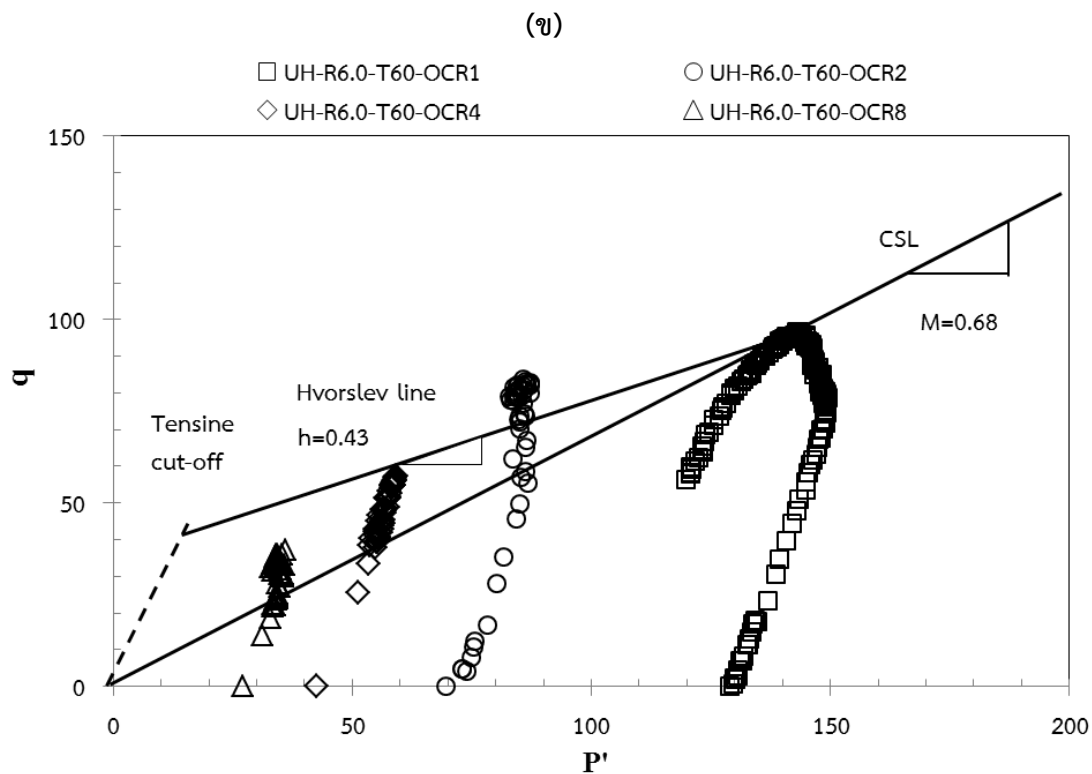 (ข)
UH-R6.0-T60-OCR1 UH-R6.0-T60-OCR2
UH-R6.0-T60-OCR4 UH-R6.0-T60-OCR8
150
100
50
0
q
CSL
M=0.68
Hvorslev line
h=0.43
Tensine
cut-off
0 50 100 150 200
P'